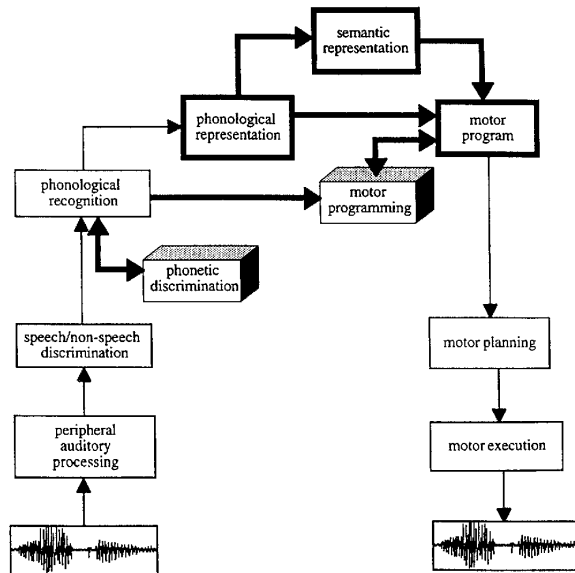 semantic
representation
phonological
representation
motor
program
phonological
recognition
motor
programming
phonetic
discrimination
speech/non-speech
discrimination
motor planning
peripheral
auditory
processing
motor execution